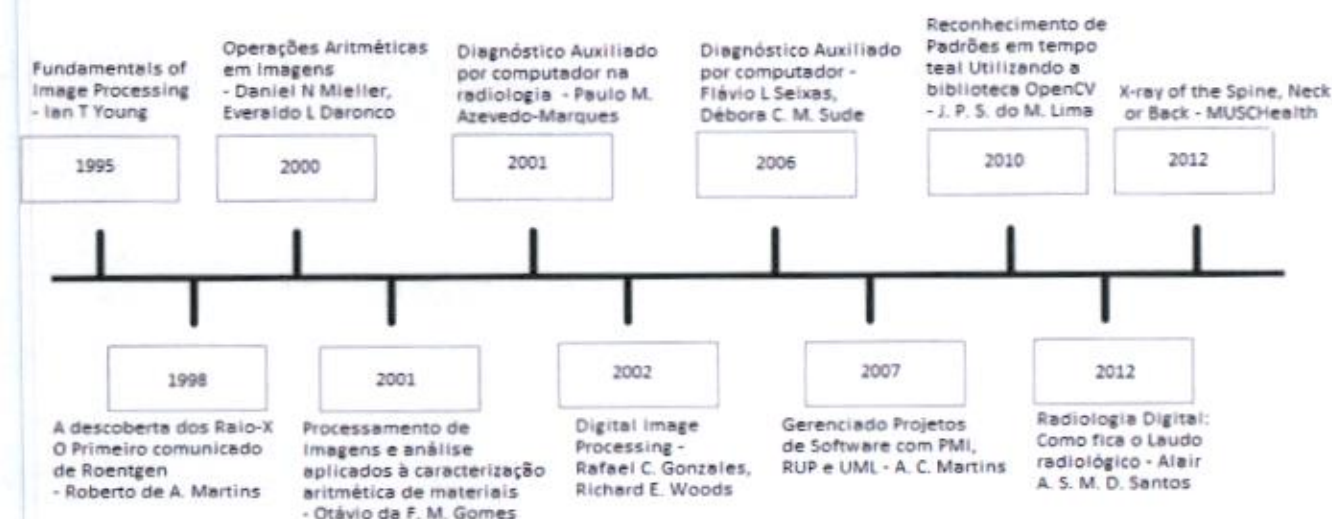 Fundamentals of
Image Processing
- Ian T Young
1995
Operações Aritméticas
em Imagens
- Daniel N Mieller,
Everaldo L Daronco
2000
Diagnóstico Auxiliado
por computador na
radiologia - Paulo M.
Azevedo-Marques
2001
Diagnóstico Auxiliado
por computador -
Flávio L Seixas,
Débora C. M. Sude
2006
Reconhecimento de
Padrões em tempo
teal Utilizando a
biblioteca OpenCV
- J. P. S. do M. Lima
2010
X-ray of the Spine, Neck
or Back - MUSCHealth
2012
1998
A descoberta dos Raio-X
O Primeiro comunicado
de Roentgen
- Roberto de A. Martins
2001
Processamento de
Imagens e análise
aplicados à caracterização
aritmética de materiais
- Otávio da F. M. Gomes
2002
Digital Image
Processing -
Rafael C. Gonzales,
Richard E. Woods
2007
Gerenciado Projetos
de Software com PMI,
RUP e UML - A. C. Martins
2012
Radiologia Digital:
Como fica o Laudo
radiológico - Alair
A. S. M. D. Santos